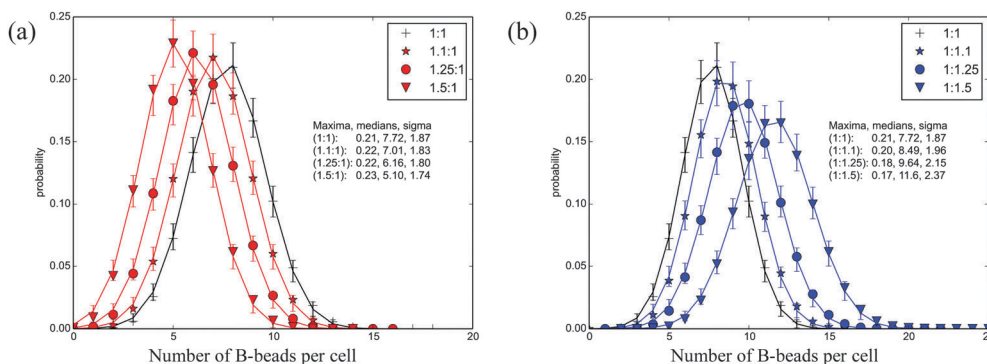 (a)
0.25
0.20
0.15
0.10
0.05
0.00
probability
0
5
10
15
20
Number of B-beads per cell
1:1
1.1:1
1.25:1
1.5:1
Maxima, medians, sigma
(1:1): 0.21, 7.72, 1.87
(1.1:1): 0.22, 7.01, 1.83
(1.25:1): 0.22, 6.16, 1.80
(1.5:1): 0.23, 5.10, 1.74
(b)
0.25
0.20
0.15
0.10
0.05
0.00
probability
0
5
10
15
20
2
Number of B-beads per cell
1:1
1:1.1
1:1.25
1:1.5
Maxima, medians, sigma
(1:1): 0.21, 7.72, 1.87
(1:1.1): 0.20, 8.49, 1.96
(1:1.25): 0.18, 9.64, 2.15
(1:1.5): 0.17, 11.6, 2.37